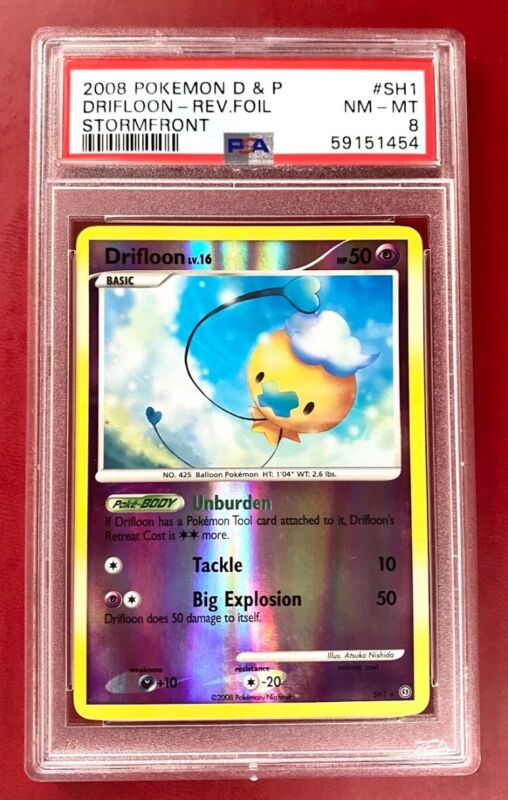 2008 POKEMON D & P #SH1
DRIFLOON - REV.FOIL NM - MT
STORMFRONT 8
PSA 59151454
Drifloon LV.16 HP 50
BASIC
NO. 425 Balloon Pokémon HT: 1'04" WT: 2.6 lbs.
Poké-BODY Unburden
If Drifloon has a Pokémon Tool card attached to it, Drifloon's
Retreat Cost is more.
Tackle 10
Big Explosion 50
Drifloon does 50 damage to itself.
Illus. Atsuko Nishida
weakness resistance retreat cost
+10 -20
©2008 Pokémon/Nintendo SH1 ★